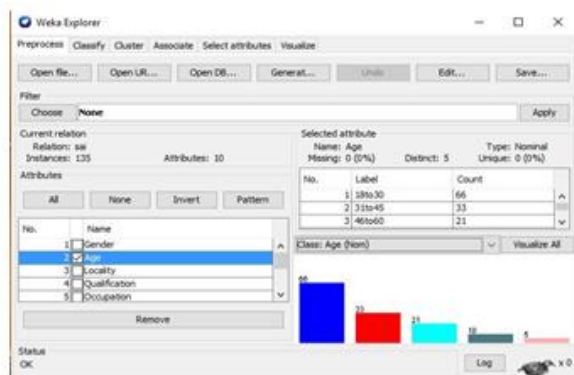 Weka Explorer
Preprocess Classify Cluster Associate Select attributes Visualize
Open file... Open UR... Open DB... Generat... Undo Edit... Save...
Filter
Choose None Apply
Current relation
Relation: sai
Instances: 135 Attributes: 10
Attributes
All None Invert Pattern
No. Name
1 Gender
2 Age
3 Locality
4 Qualification
5 Occupation
Remove
Selected attribute
Name: Age Type: Nominal
Missing: 0 (0%) Distinct: 5 Unique: 0 (0%)
No. Label Count
1 18to30 66
2 31to45 33
3 46to60 21
Class: Age (Nom) Visualize All
66
33
21
10
5
Status
OK
Log x 0